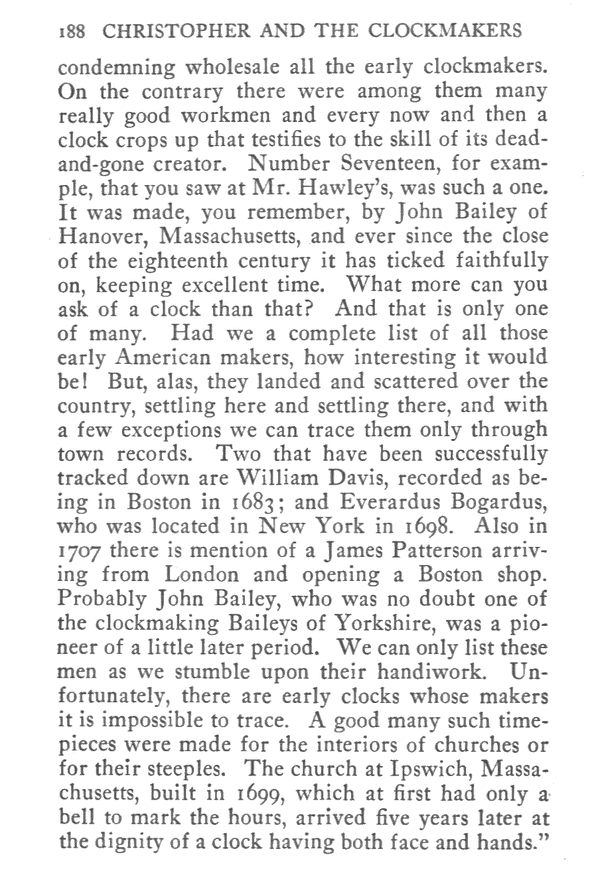 188 CHRISTOPHER AND THE CLOCKMAKERS
condemning wholesale all the early clockmakers.
On the contrary there were among them many
really good workmen and every now and then a
clock crops up that testifies to the skill of its dead-
and-gone creator. Number Seventeen, for exam-
ple, that you saw at Mr. Hawley's, was such a one.
It was made, you remember, by John Bailey of
Hanover, Massachusetts, and ever since the close
of the eighteenth century it has ticked faithfully
on, keeping excellent time. What more can you
ask of a clock than that? And that is only one
of many. Had we a complete list of all those
early American makers, how interesting it would
be! But, alas, they landed and scattered over the
country, settling here and settling there, and with
a few exceptions we can trace them only through
town records. Two that have been successfully
tracked down are William Davis, recorded as be-
ing in Boston in 1683; and Everardus Bogardus,
who was located in New York in 1698. Also in
1707 there is mention of a James Patterson arriv-
ing from London and opening a Boston shop.
Probably John Bailey, who was no doubt one of
the clockmaking Baileys of Yorkshire, was a pio-
neer of a little later period. We can only list these
men as we stumble upon their handiwork. Un-
fortunately, there are early clocks whose makers
it is impossible to trace. A good many such time-
pieces were made for the interiors of churches or
for their steeples. The church at Ipswich, Massa-
chusetts, built in 1699, which at first had only a
bell to mark the hours, arrived five years later at
the dignity of a clock having both face and hands."